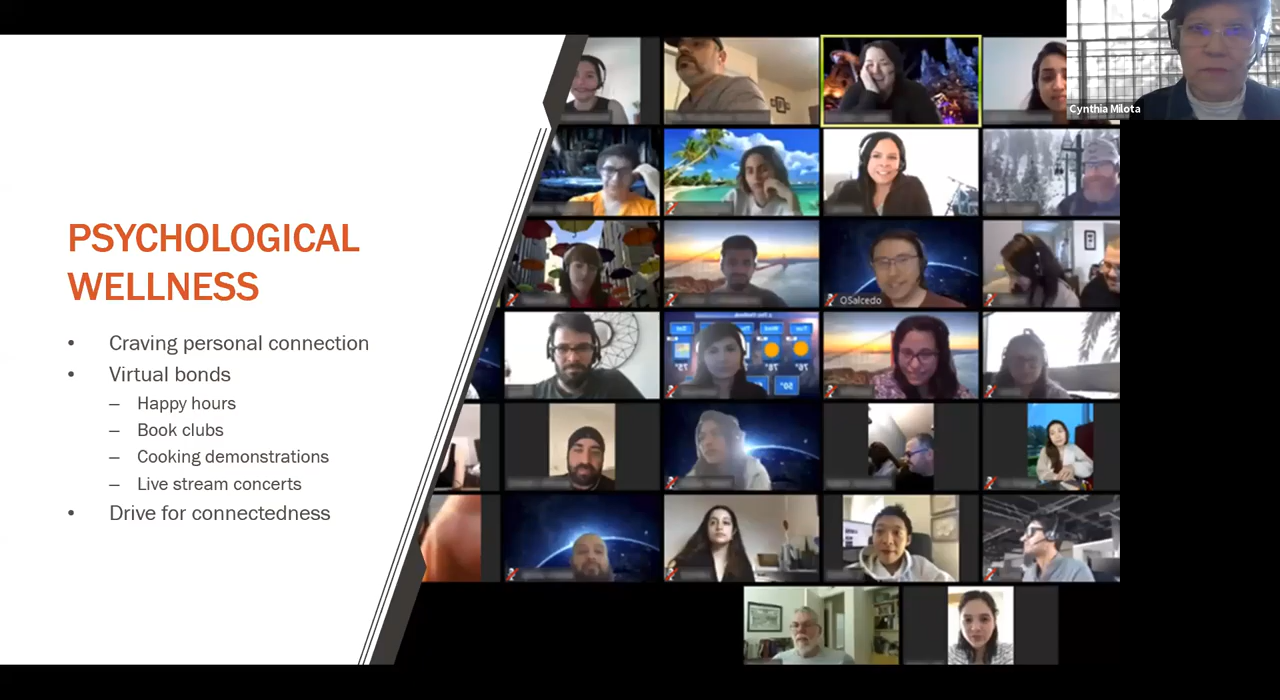 PSYCHOLOGICAL
WELLNESS
• Craving personal connection
• Virtual bonds
– Happy hours
– Book clubs
– Cooking demonstrations
– Live stream concerts
• Drive for connectedness
Cynthia Milota
OSalcedo